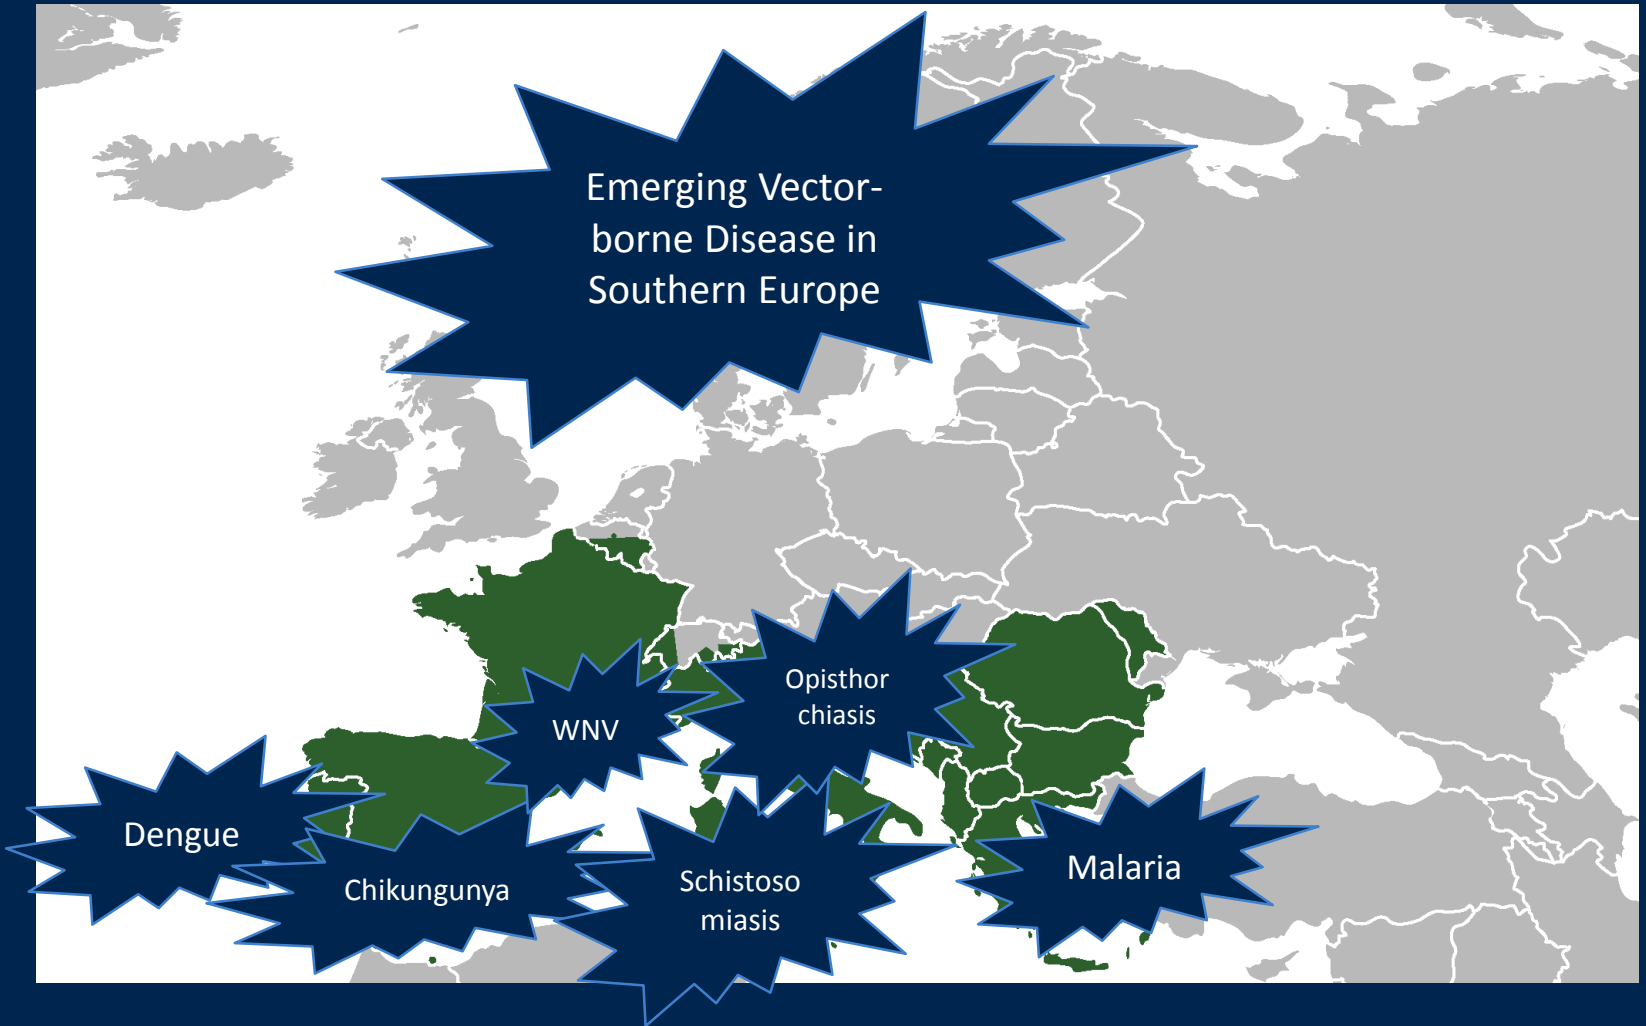 Emerging Vector-
borne Disease in
Southern Europe
Opisthor
chiasis
WNV
Dengue
Chikungunya
Schistoso
miasis
Malaria